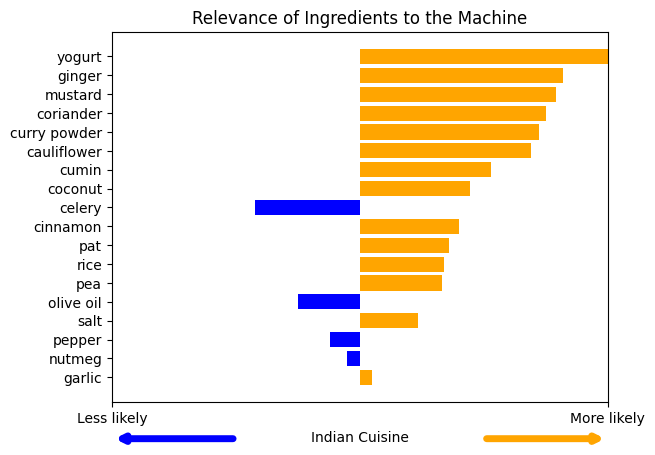 Relevance of Ingredients to the Machine
yogurt
ginger
mustard
coriander
curry powder
cauliflower
cumin
coconut
celery
cinnamon
pat
rice
pea
olive oil
salt
pepper
nutmeg
garlic
Less likely
More likely
Indian Cuisine